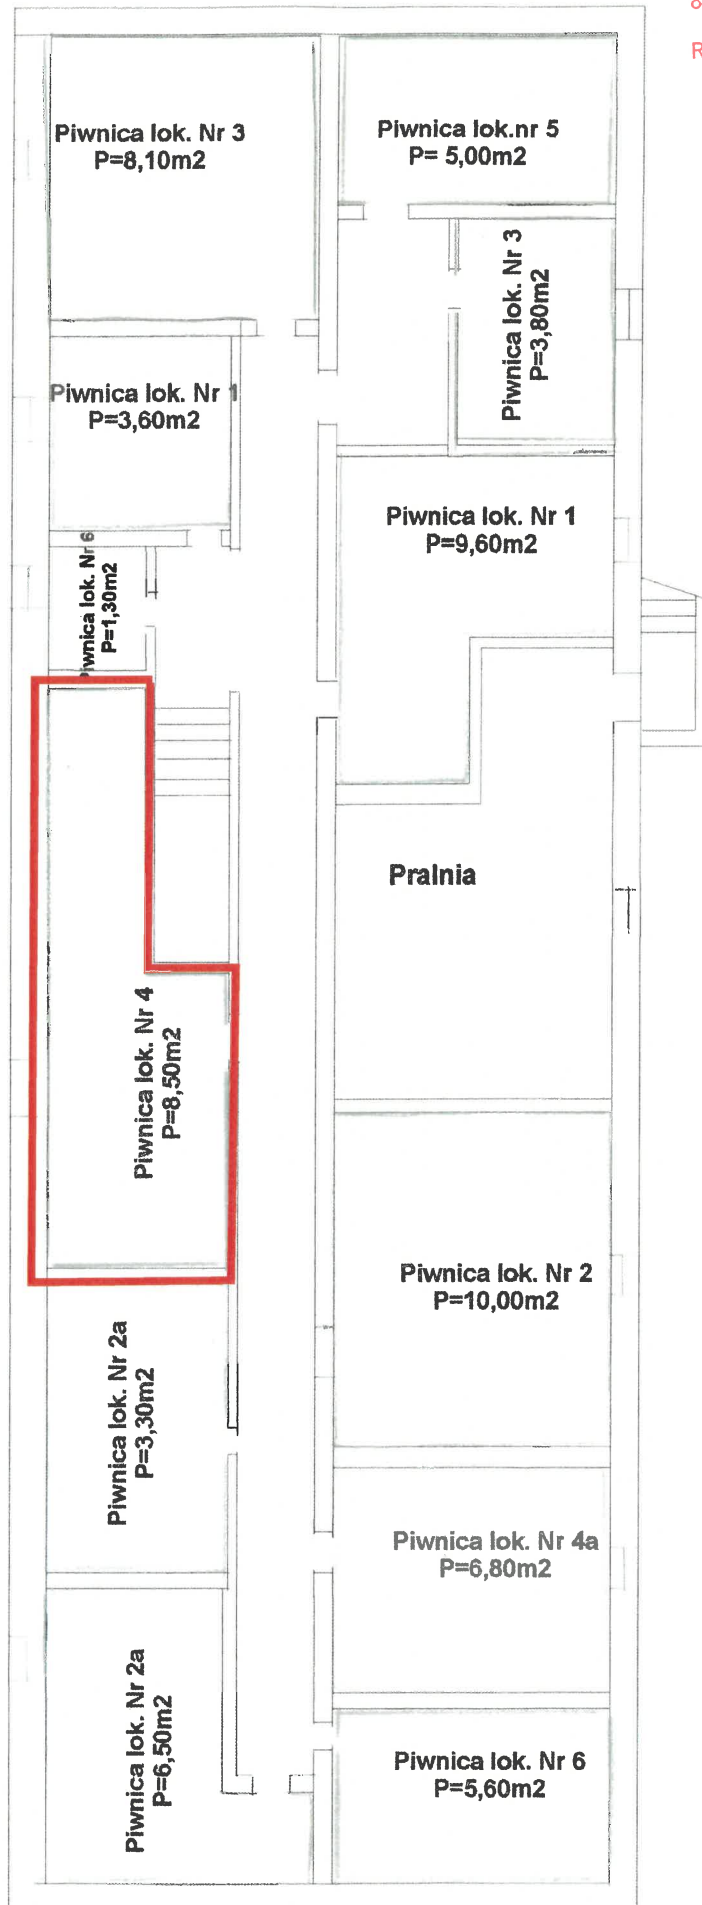 Piwnica lok. Nr 3
P=8,10m2
Piwnica lok.nr 5
P= 5,00m2
Piwnica lok. Nr 3
P=3,80m2
Piwnica lok. Nr 1
P=3,60m2
Piwnica lok. Nr 1
P=9,60m2
Piwnica lok. Nr 6
P=1,30m2
Pralnia
Piwnica lok. Nr 4
P=8,50m2
Piwnica lok. Nr 2
P=10,00m2
Piwnica lok. Nr 2a
P=3,30m2
Piwnica lok. Nr 4a
P=6,80m2
Piwnica lok. Nr 2a
P=6,50m2
Piwnica lok. Nr 6
P=5,60m2